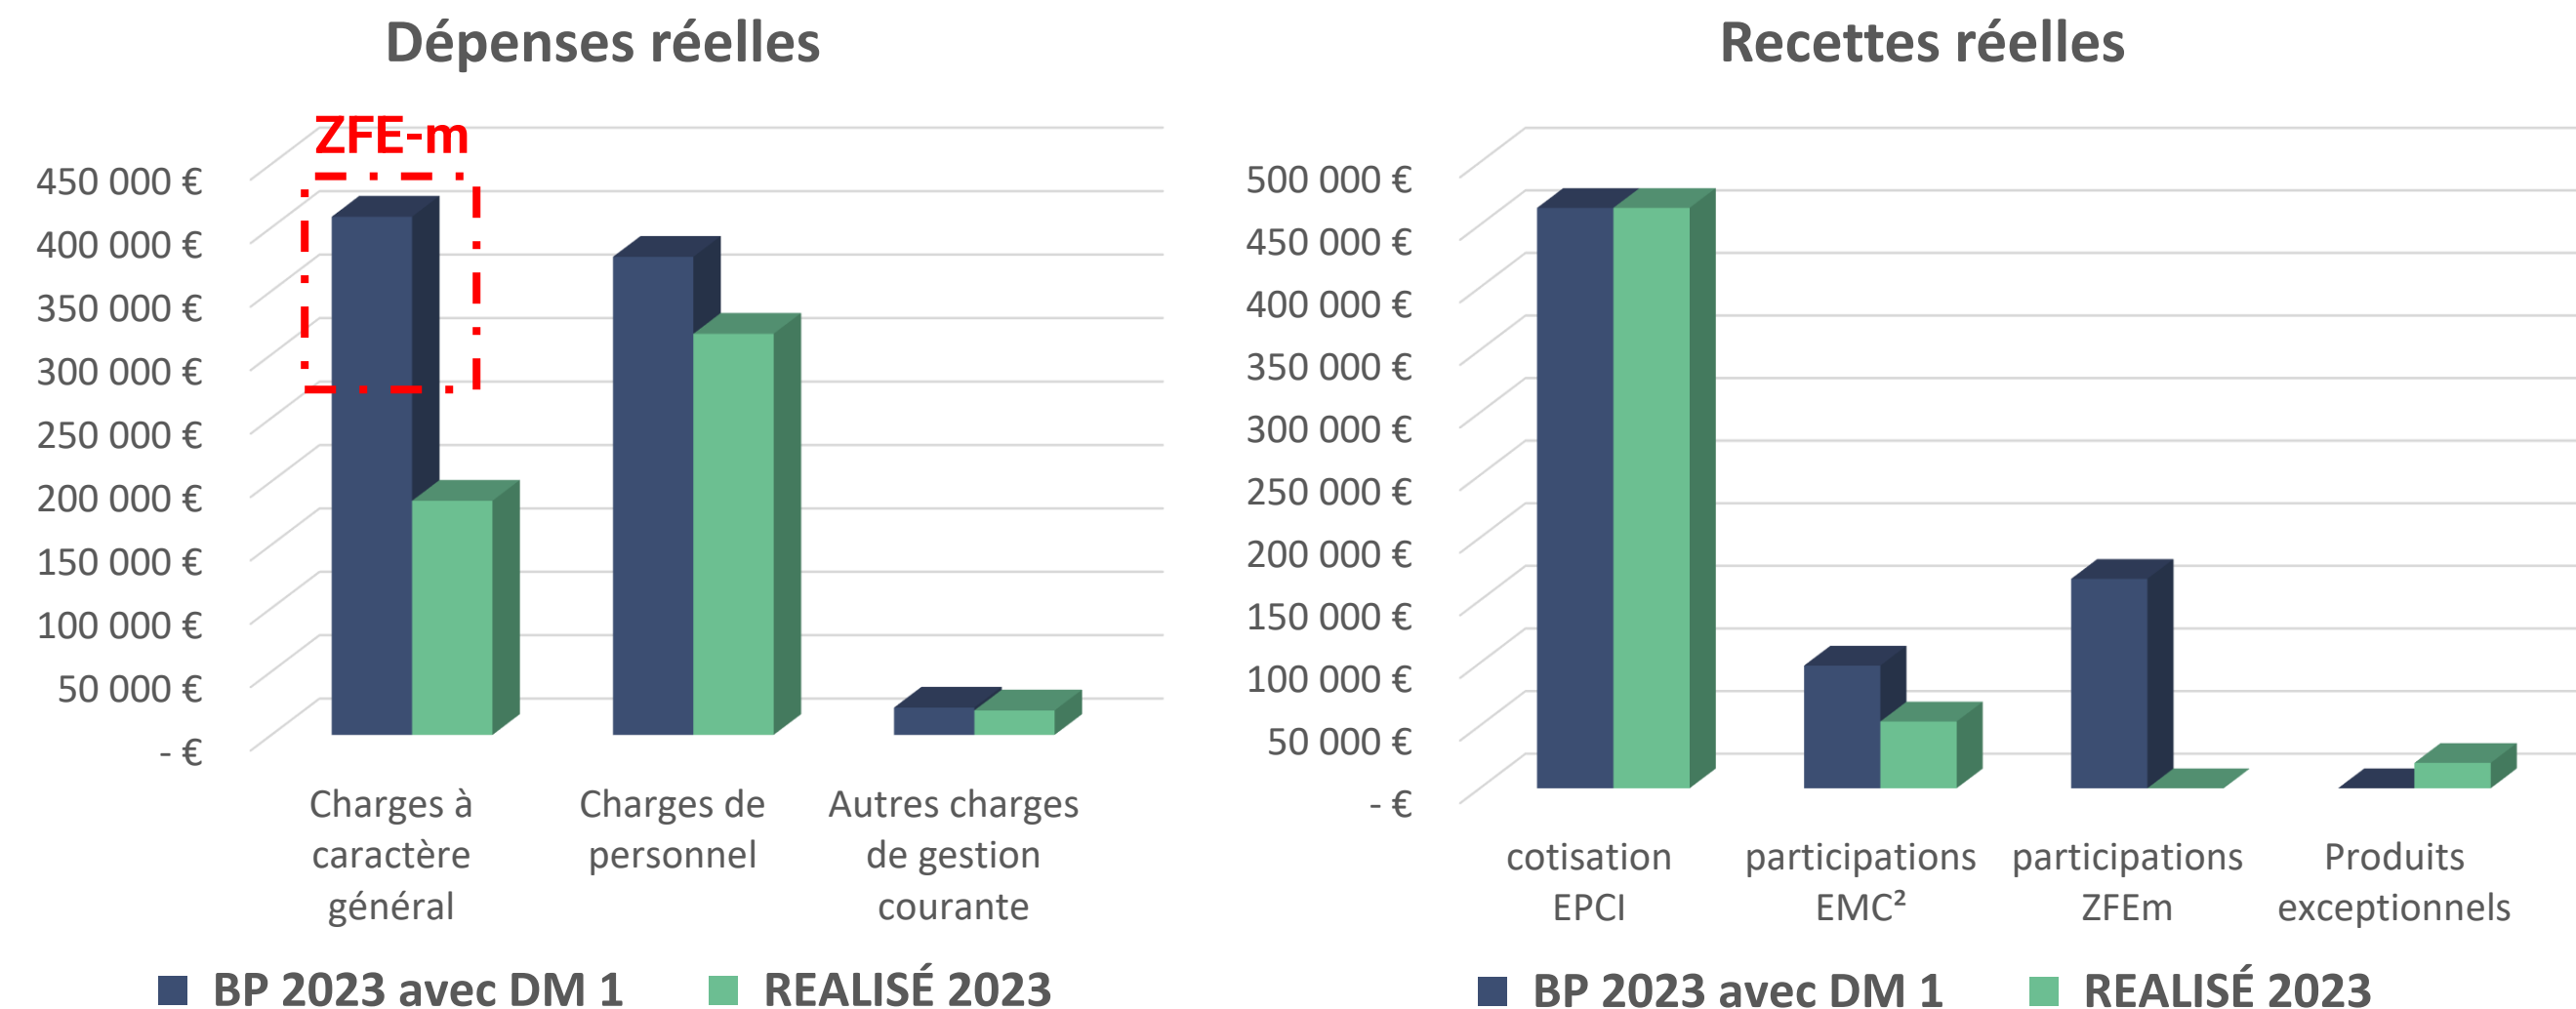 Dépenses réelles
ZFE-m
450 000 €
400 000 €
350 000 €
300 000 €
250 000 €
200 000 €
150 000 €
100 000 €
50 000 €
- €
Charges à
caractère
général
Charges de
personnel
Autres charges
de gestion
courante
BP 2023 avec DM 1
REALISÉ 2023
Recettes réelles
500 000 €
450 000 €
400 000 €
350 000 €
300 000 €
250 000 €
200 000 €
150 000 €
100 000 €
50 000 €
- €
cotisation
EPCI
participations
EMC²
participations
ZFEm
Produits
exceptionnels
BP 2023 avec DM 1
REALISÉ 2023